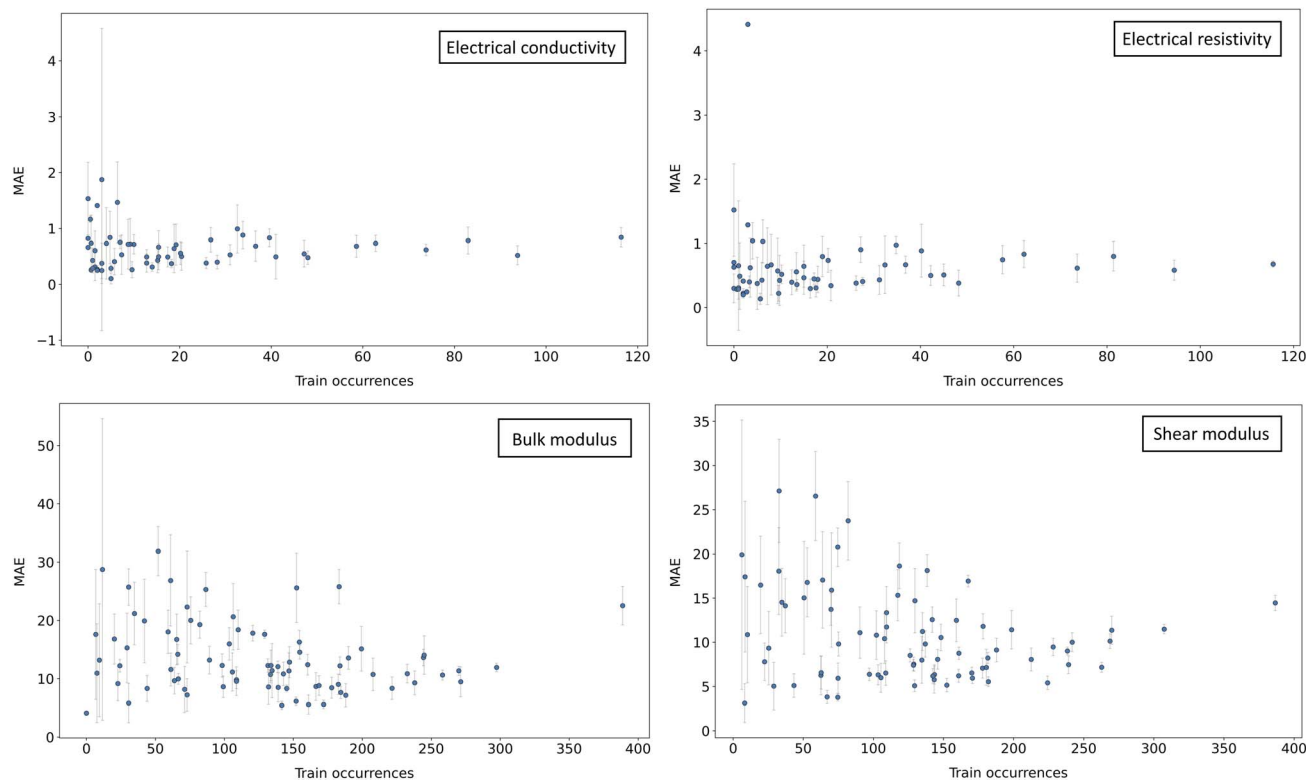 Electrical conductivity
MAE
4
3
2
1
0
−1
0 20 40 60 80 100 120
Train occurrences
Electrical resistivity
MAE
4
3
2
1
0
0 20 40 60 80 100 120
Train occurrences
Bulk modulus
MAE
50
40
30
20
10
0
0 50 100 150 200 250 300 350 400
Train occurrences
Shear modulus
MAE
35
30
25
20
15
10
5
0
0 50 100 150 200 250 300 350 400
Train occurrences